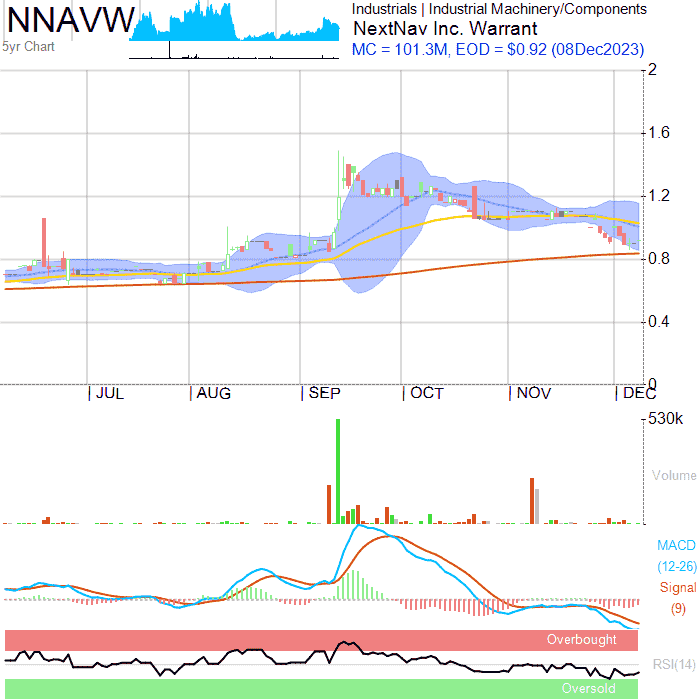 NNAVW
5yr Chart
Industrials | Industrial Machinery/Components
NextNav Inc. Warrant
MC = 101.3M, EOD = $0.92 (08Dec2023)
2
1.6
1.2
0.8
0.4
0
JUL AUG SEP OCT NOV DEC
530k
Volume
MACD
(12-26)
Signal
(9)
Overbought
RSI(14)
Oversold